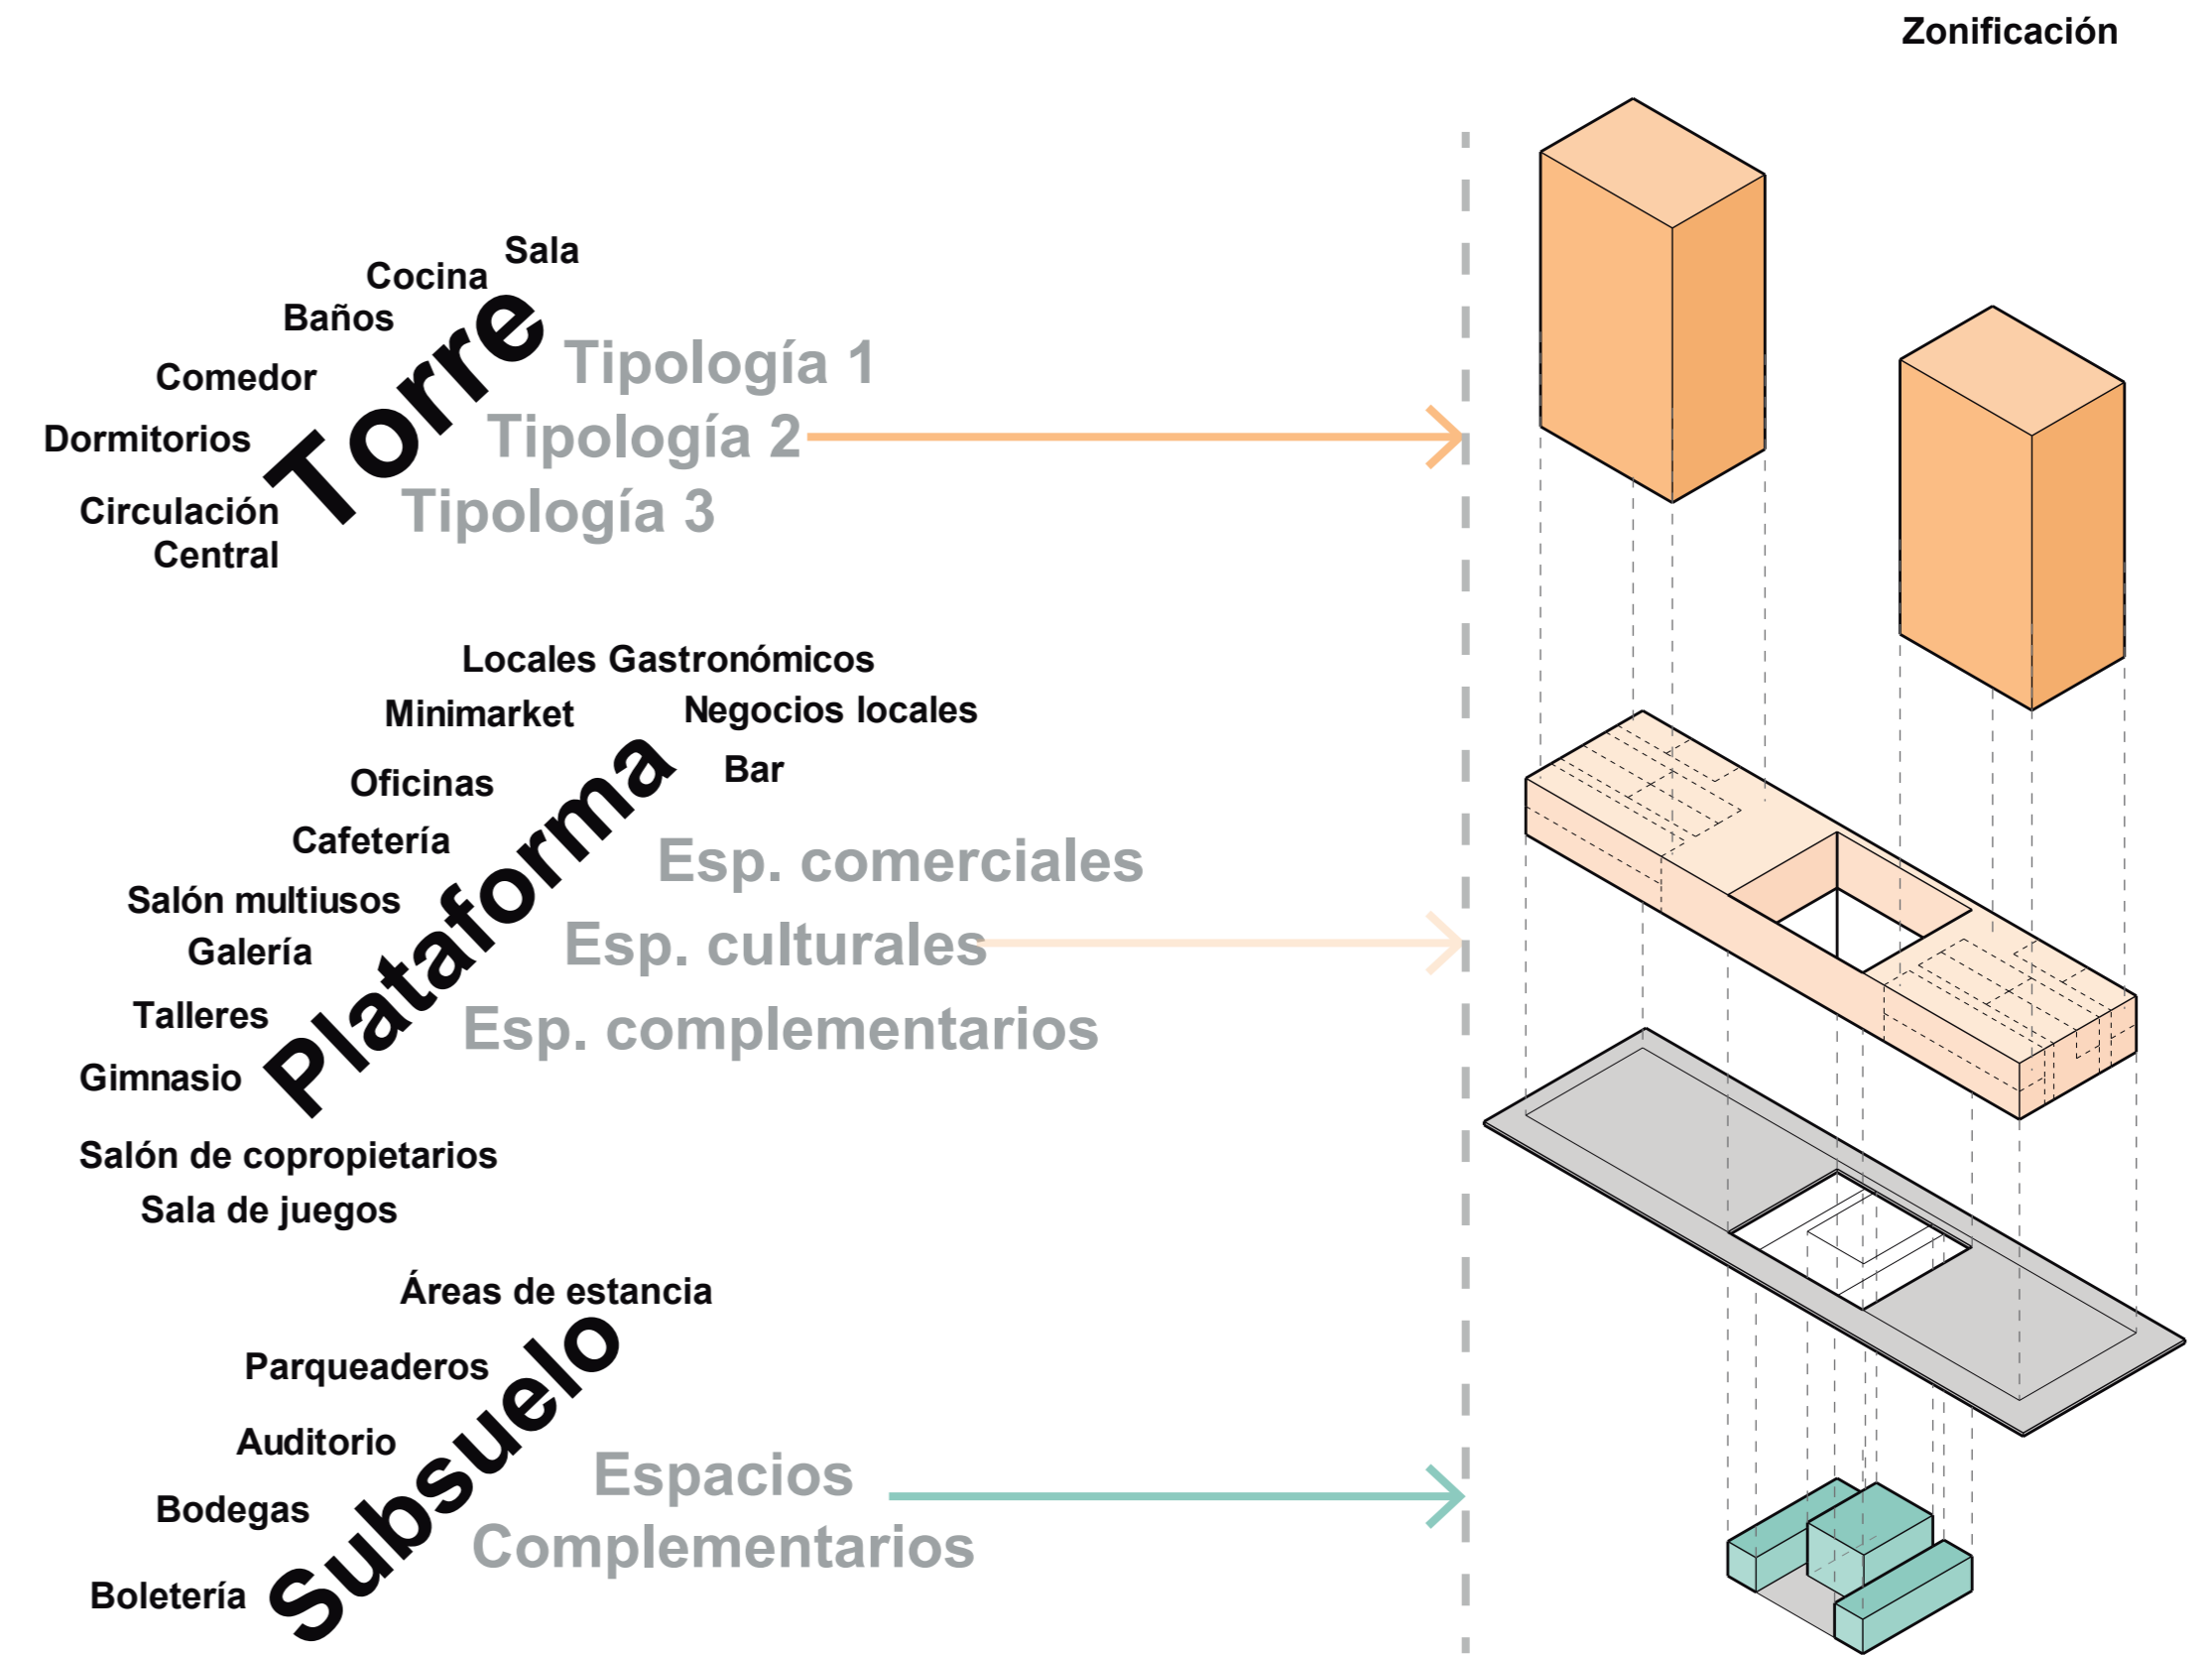 Zonificación
Sala
Cocina
Baños
Comedor
Dormitorios
Circulación
Central
Torre
Tipología 1
Tipología 2
Tipología 3
Locales Gastronómicos
Minimarket
Negocios locales
Oficinas
Bar
Cafetería
Salón multiusos
Galería
Talleres
Gimnasio
Salón de copropietarios
Sala de juegos
Plataforma
Esp. comerciales
Esp. culturales
Esp. complementarios
Áreas de estancia
Parqueaderos
Auditorio
Bodegas
Boletería
Subsuelo
Espacios
Complementarios